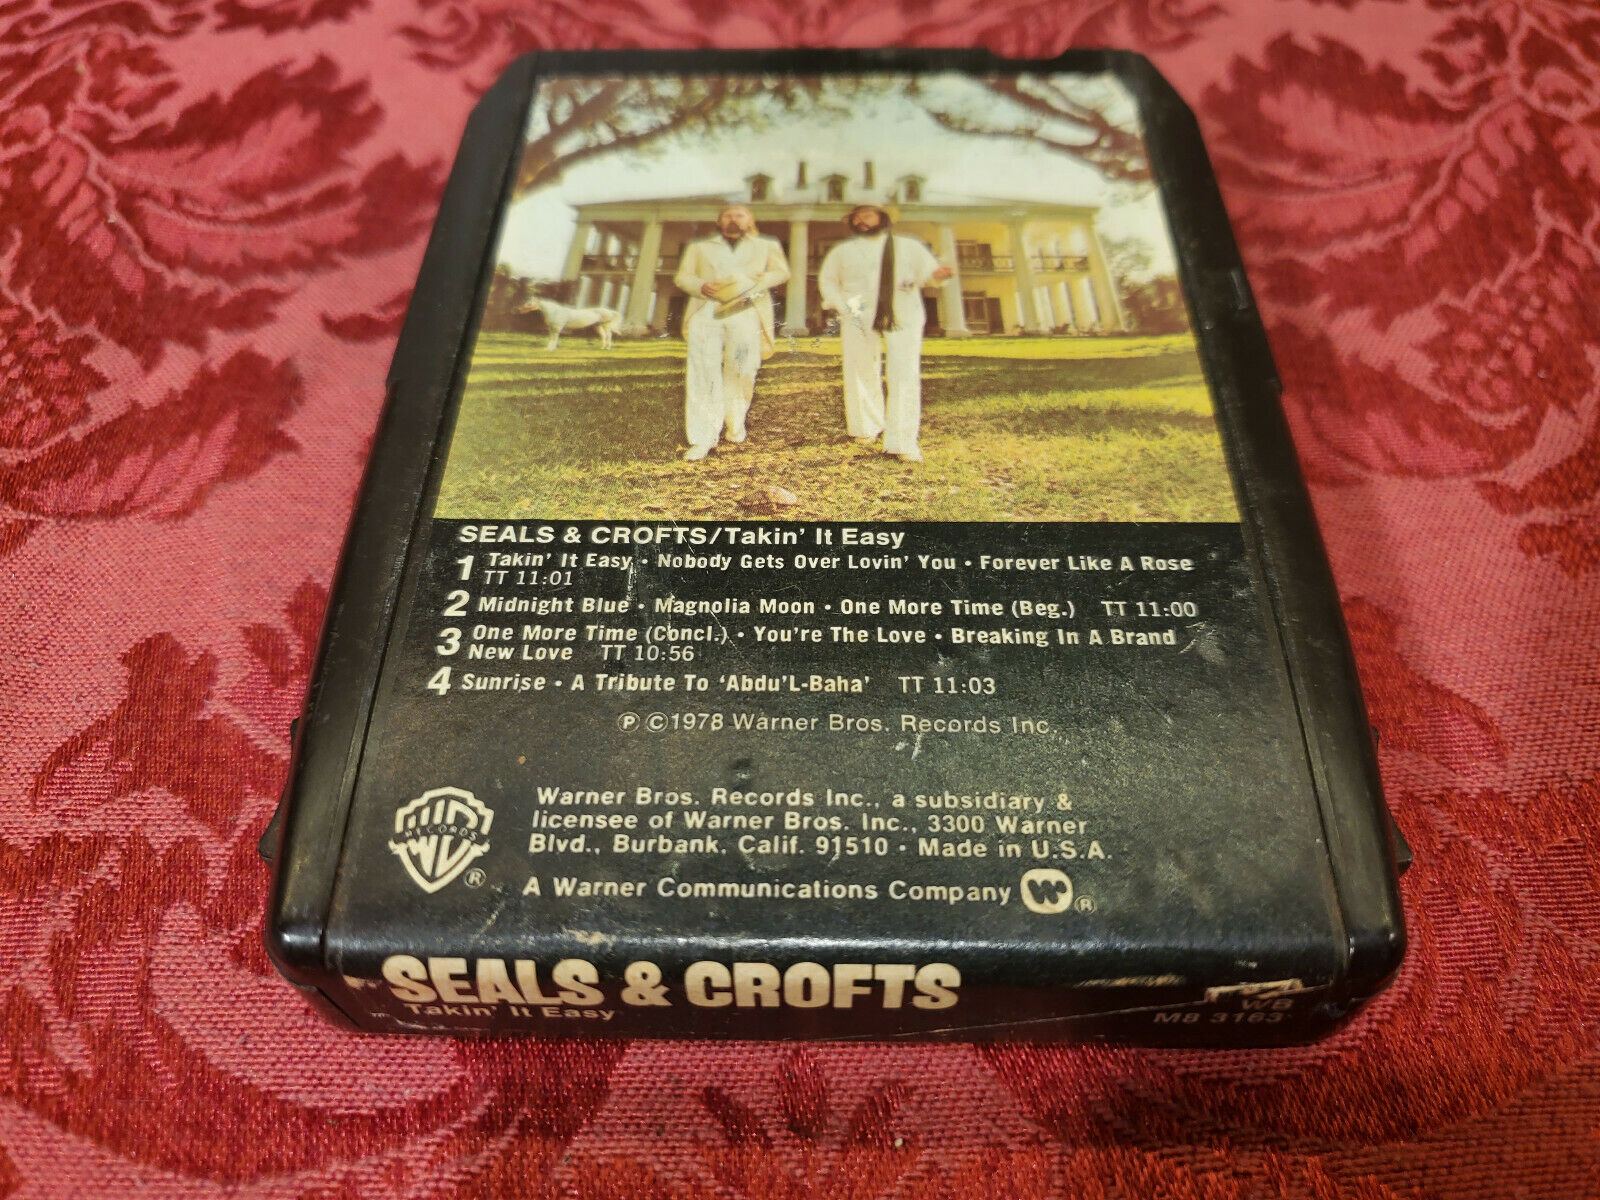 SEALS & CROFTS/Takin' It Easy
1 Takin' It Easy • Nobody Gets Over Lovin' You • Forever Like A Rose
TT 11:01
2 Midnight Blue • Magnolia Moon • One More Time (Beg.) TT 11:00
3 One More Time (Concl.) • You're The Love • Breaking In A Brand
New Love TT 10:56
4 Sunrise • A Tribute To 'Abdu'L-Baha' TT 11:03
Ⓟ ©1978 Warner Bros. Records Inc.
WB RECORDS ®
Warner Bros. Records Inc., a subsidiary &
licensee of Warner Bros. Inc., 3300 Warner
Blvd., Burbank, Calif. 91510 • Made in U.S.A.
A Warner Communications Company W ®
SEALS & CROFTS
Takin' It Easy
WB
M8 3163